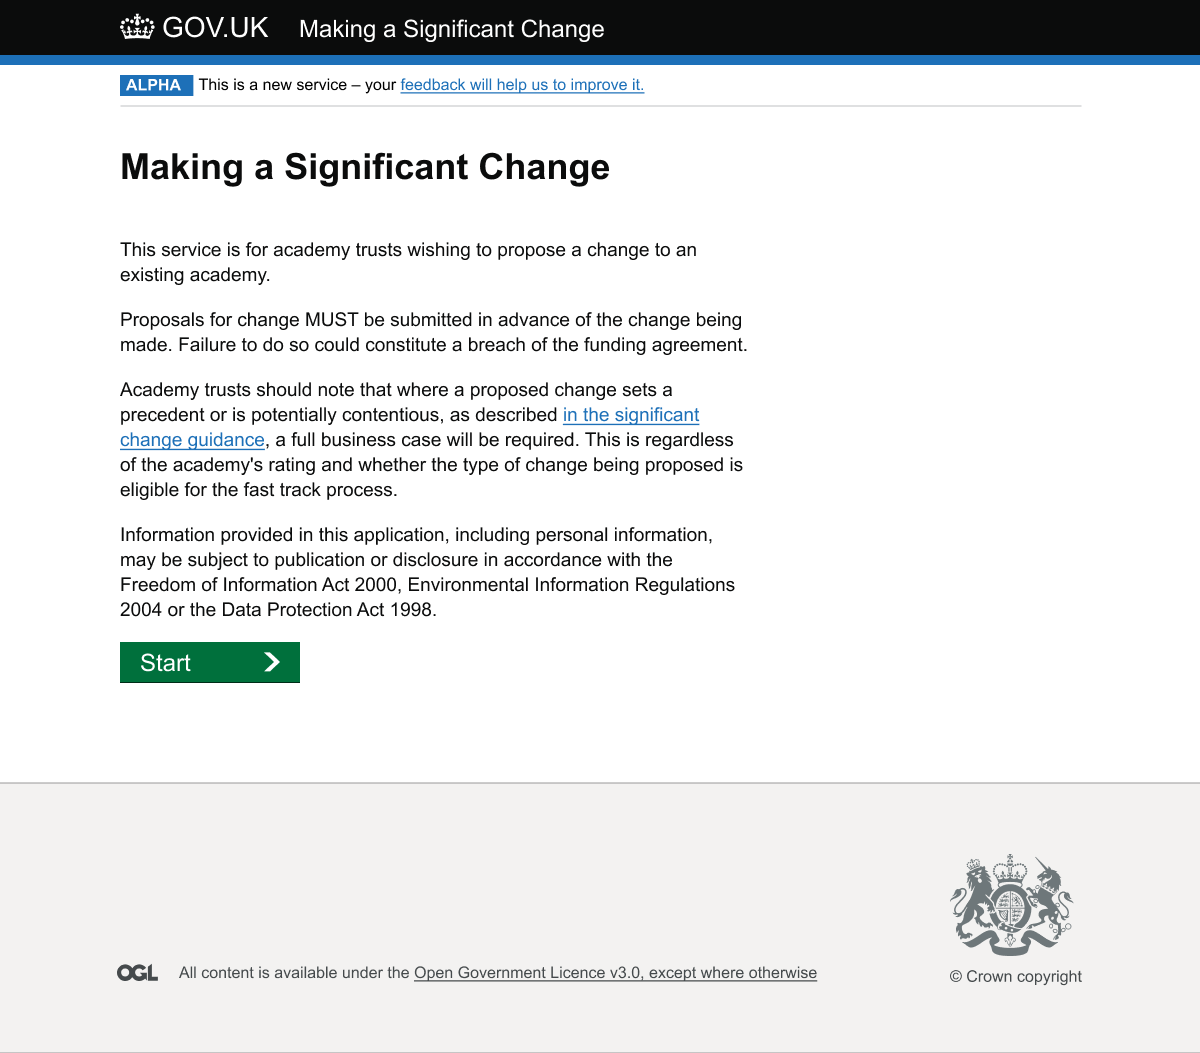 GOV.UK Making a Significant Change
ALPHA This is a new service – your feedback will help us to improve it.
Making a Significant Change
This service is for academy trusts wishing to propose a change to an
existing academy.
Proposals for change MUST be submitted in advance of the change being
made. Failure to do so could constitute a breach of the funding agreement.
Academy trusts should note that where a proposed change sets a
precedent or is potentially contentious, as described in the significant
change guidance, a full business case will be required. This is regardless
of the academy's rating and whether the type of change being proposed is
eligible for the fast track process.
Information provided in this application, including personal information,
may be subject to publication or disclosure in accordance with the
Freedom of Information Act 2000, Environmental Information Regulations
2004 or the Data Protection Act 1998.
Start
OGL All content is available under the Open Government Licence v3.0, except where otherwise
© Crown copyright